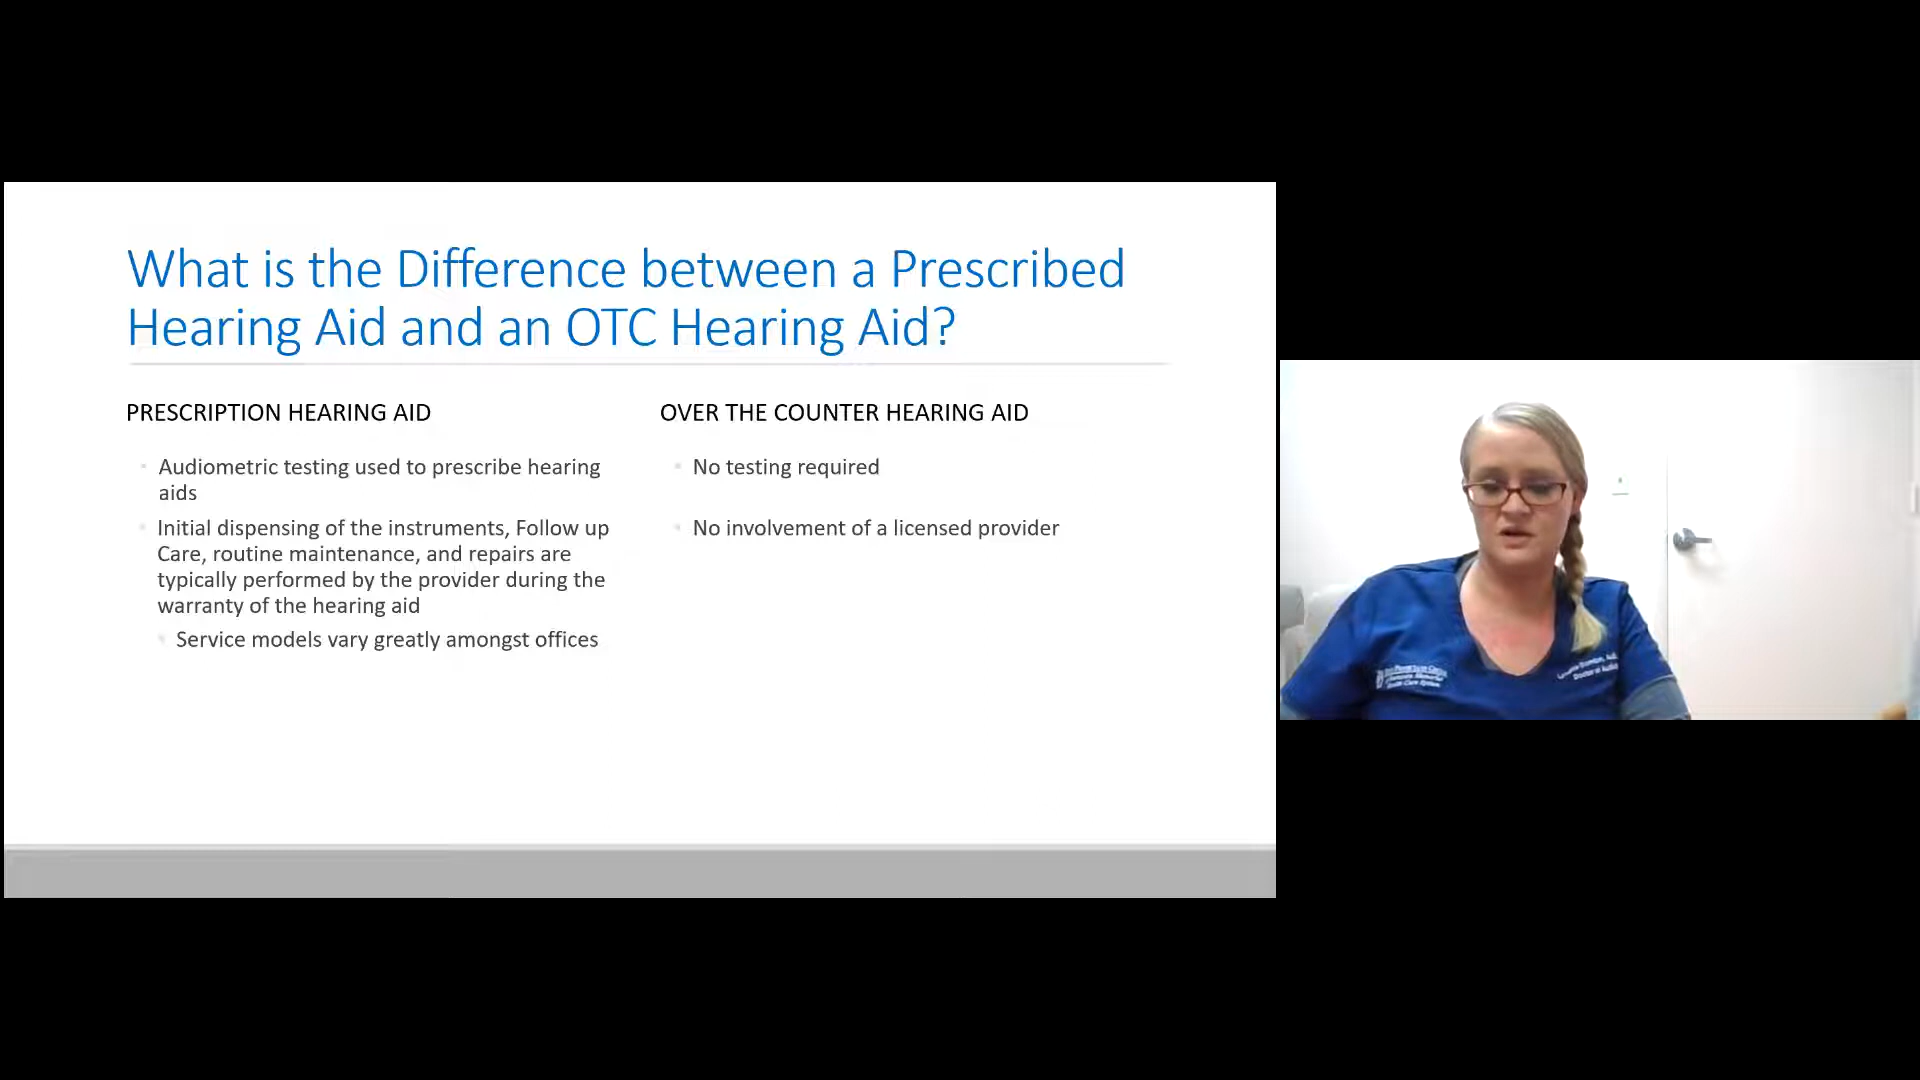 What is the Difference between a Prescribed
Hearing Aid and an OTC Hearing Aid?
PRESCRIPTION HEARING AID
Audiometric testing used to prescribe hearing
aids
Initial dispensing of the instruments, Follow up
Care, routine maintenance, and repairs are
typically performed by the provider during the
warranty of the hearing aid
Service models vary greatly amongst offices
OVER THE COUNTER HEARING AID
No testing required
No involvement of a licensed provider
Doctor of